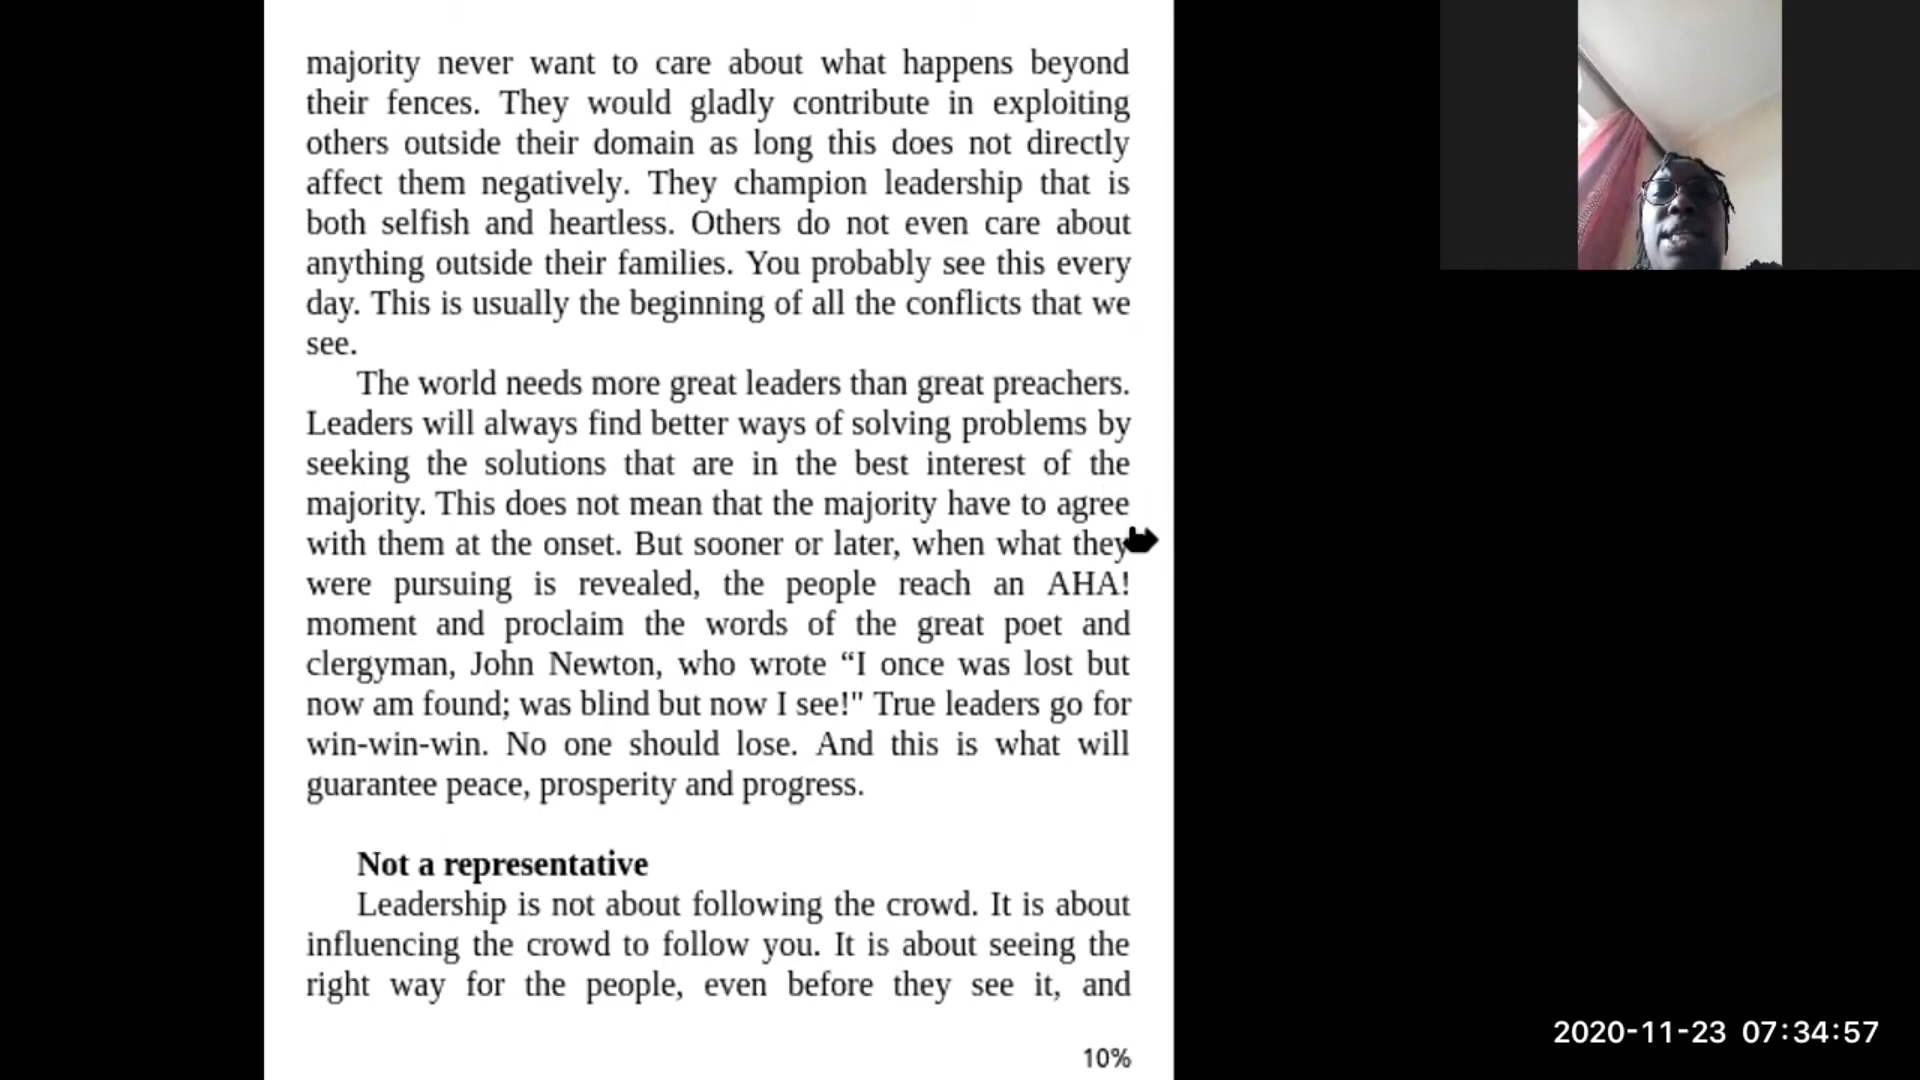 majority never want to care about what happens beyond
their fences. They would gladly contribute in exploiting
others outside their domain as long this does not directly
affect them negatively. They champion leadership that is
both selfish and heartless. Others do not even care about
anything outside their families. You probably see this every
day. This is usually the beginning of all the conflicts that we
see.
The world needs more great leaders than great preachers.
Leaders will always find better ways of solving problems by
seeking the solutions that are in the best interest of the
majority. This does not mean that the majority have to agree
with them at the onset. But sooner or later, when what they
were pursuing is revealed, the people reach an AHA!
moment and proclaim the words of the great poet and
clergyman, John Newton, who wrote “I once was lost but
now am found; was blind but now I see!" True leaders go for
win-win-win. No one should lose. And this is what will
guarantee peace, prosperity and progress.
Not a representative
Leadership is not about following the crowd. It is about
influencing the crowd to follow you. It is about seeing the
right way for the people, even before they see it, and
10%
2020-11-23 07:34:57